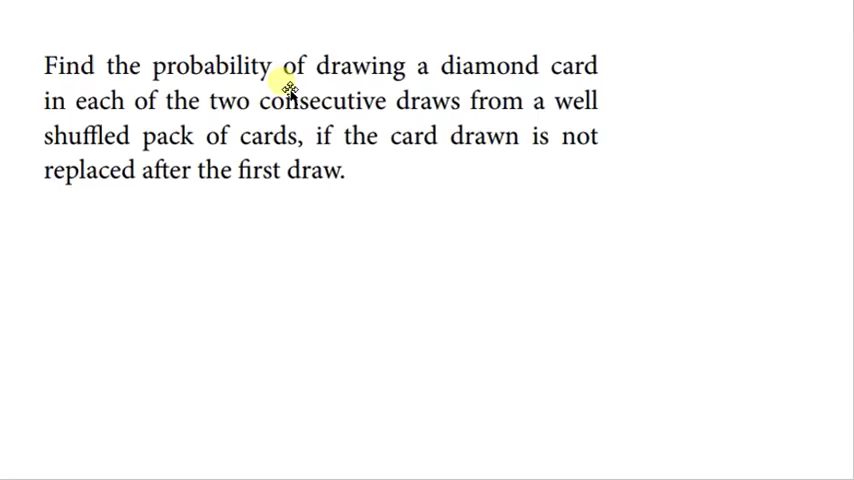 Find the probability of drawing a diamond card
in each of the two consecutive draws from a well
shuffled pack of cards, if the card drawn is not
replaced after the first draw.